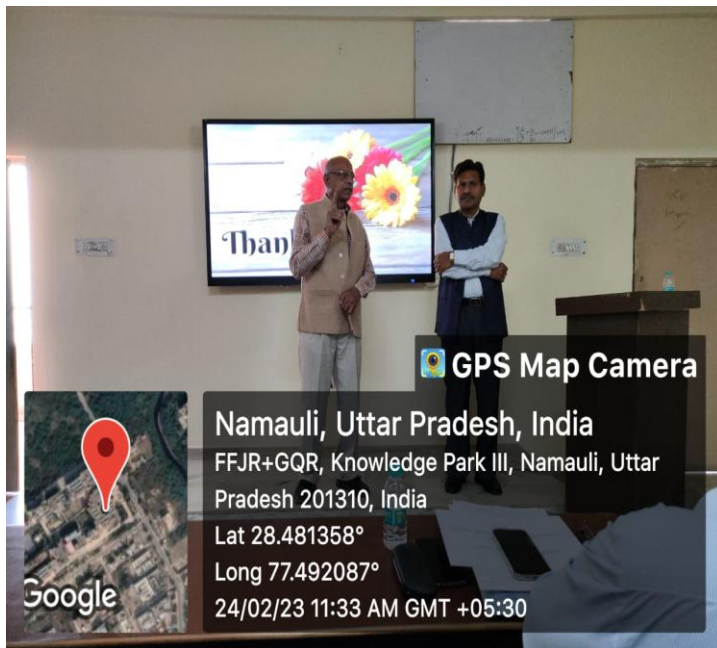 Than
GPS Map Camera
Namauli, Uttar Pradesh, India
FFJR+GQR, Knowledge Park III, Namauli, Uttar
Pradesh 201310, India
Lat 28.481358°
Long 77.492087°
24/02/23 11:33 AM GMT +05:30
Google